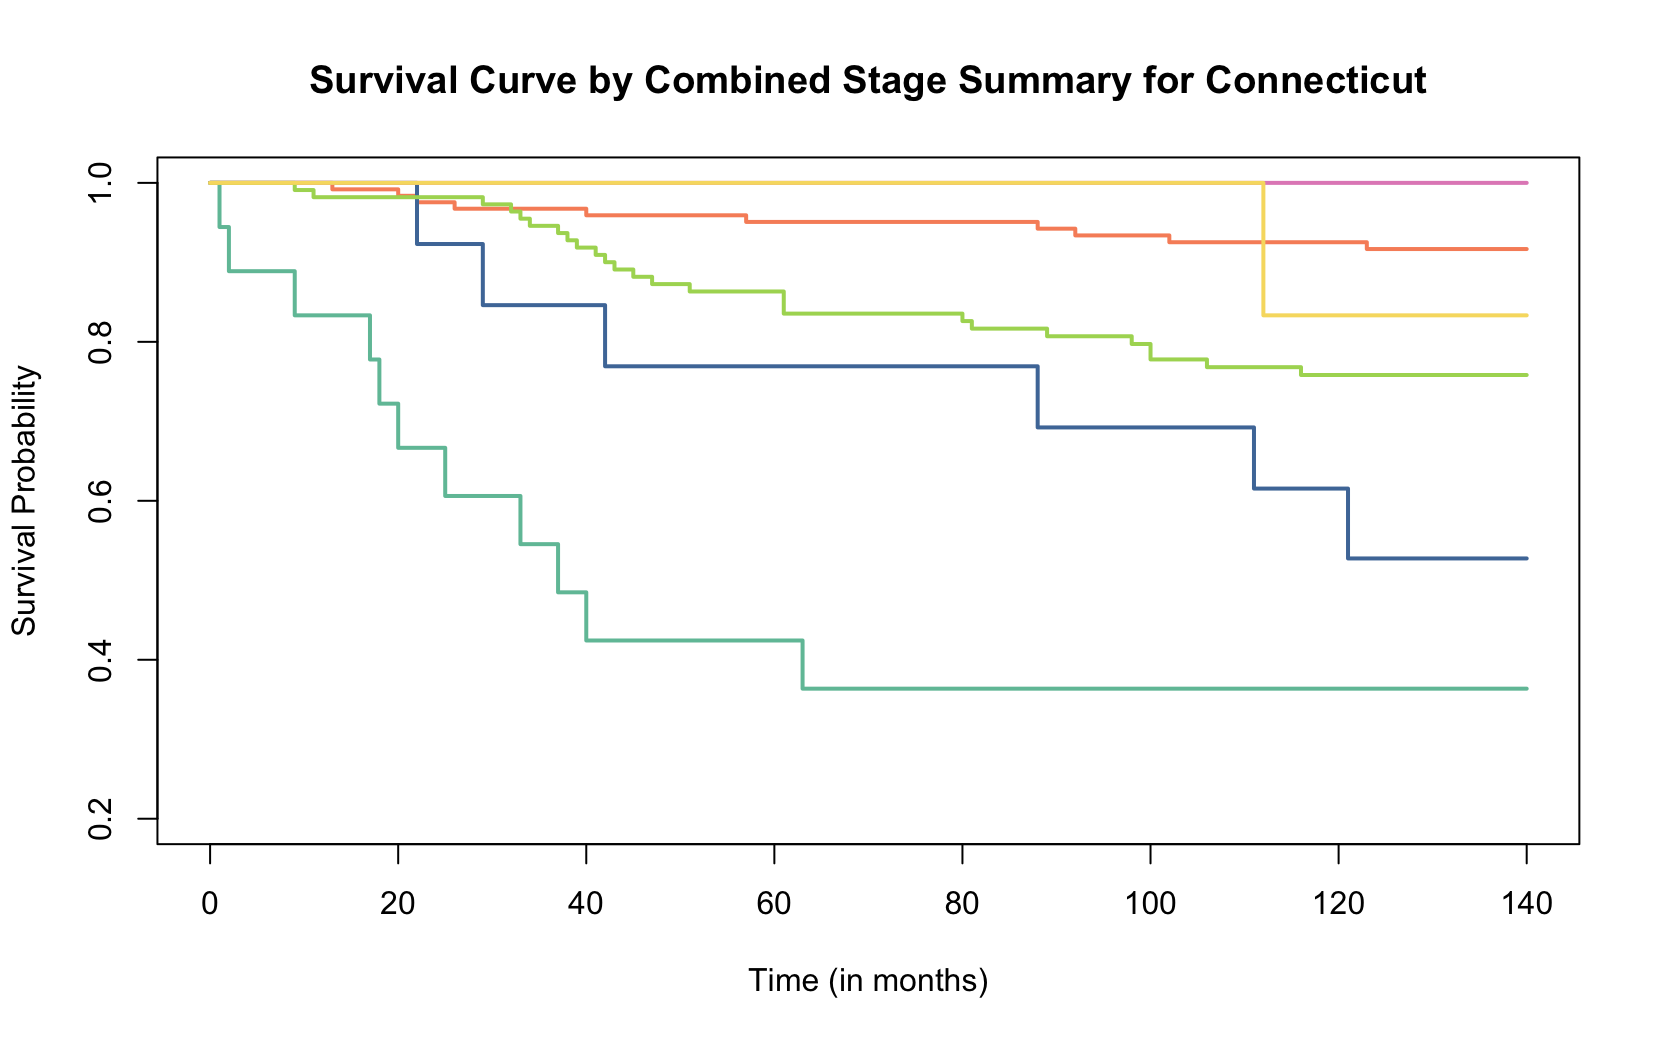 Survival Curve by Combined Stage Summary for Connecticut
Survival Probability
1.0
0.8
0.6
0.4
0.2
0 20 40 60 80 100 120 140
Time (in months)